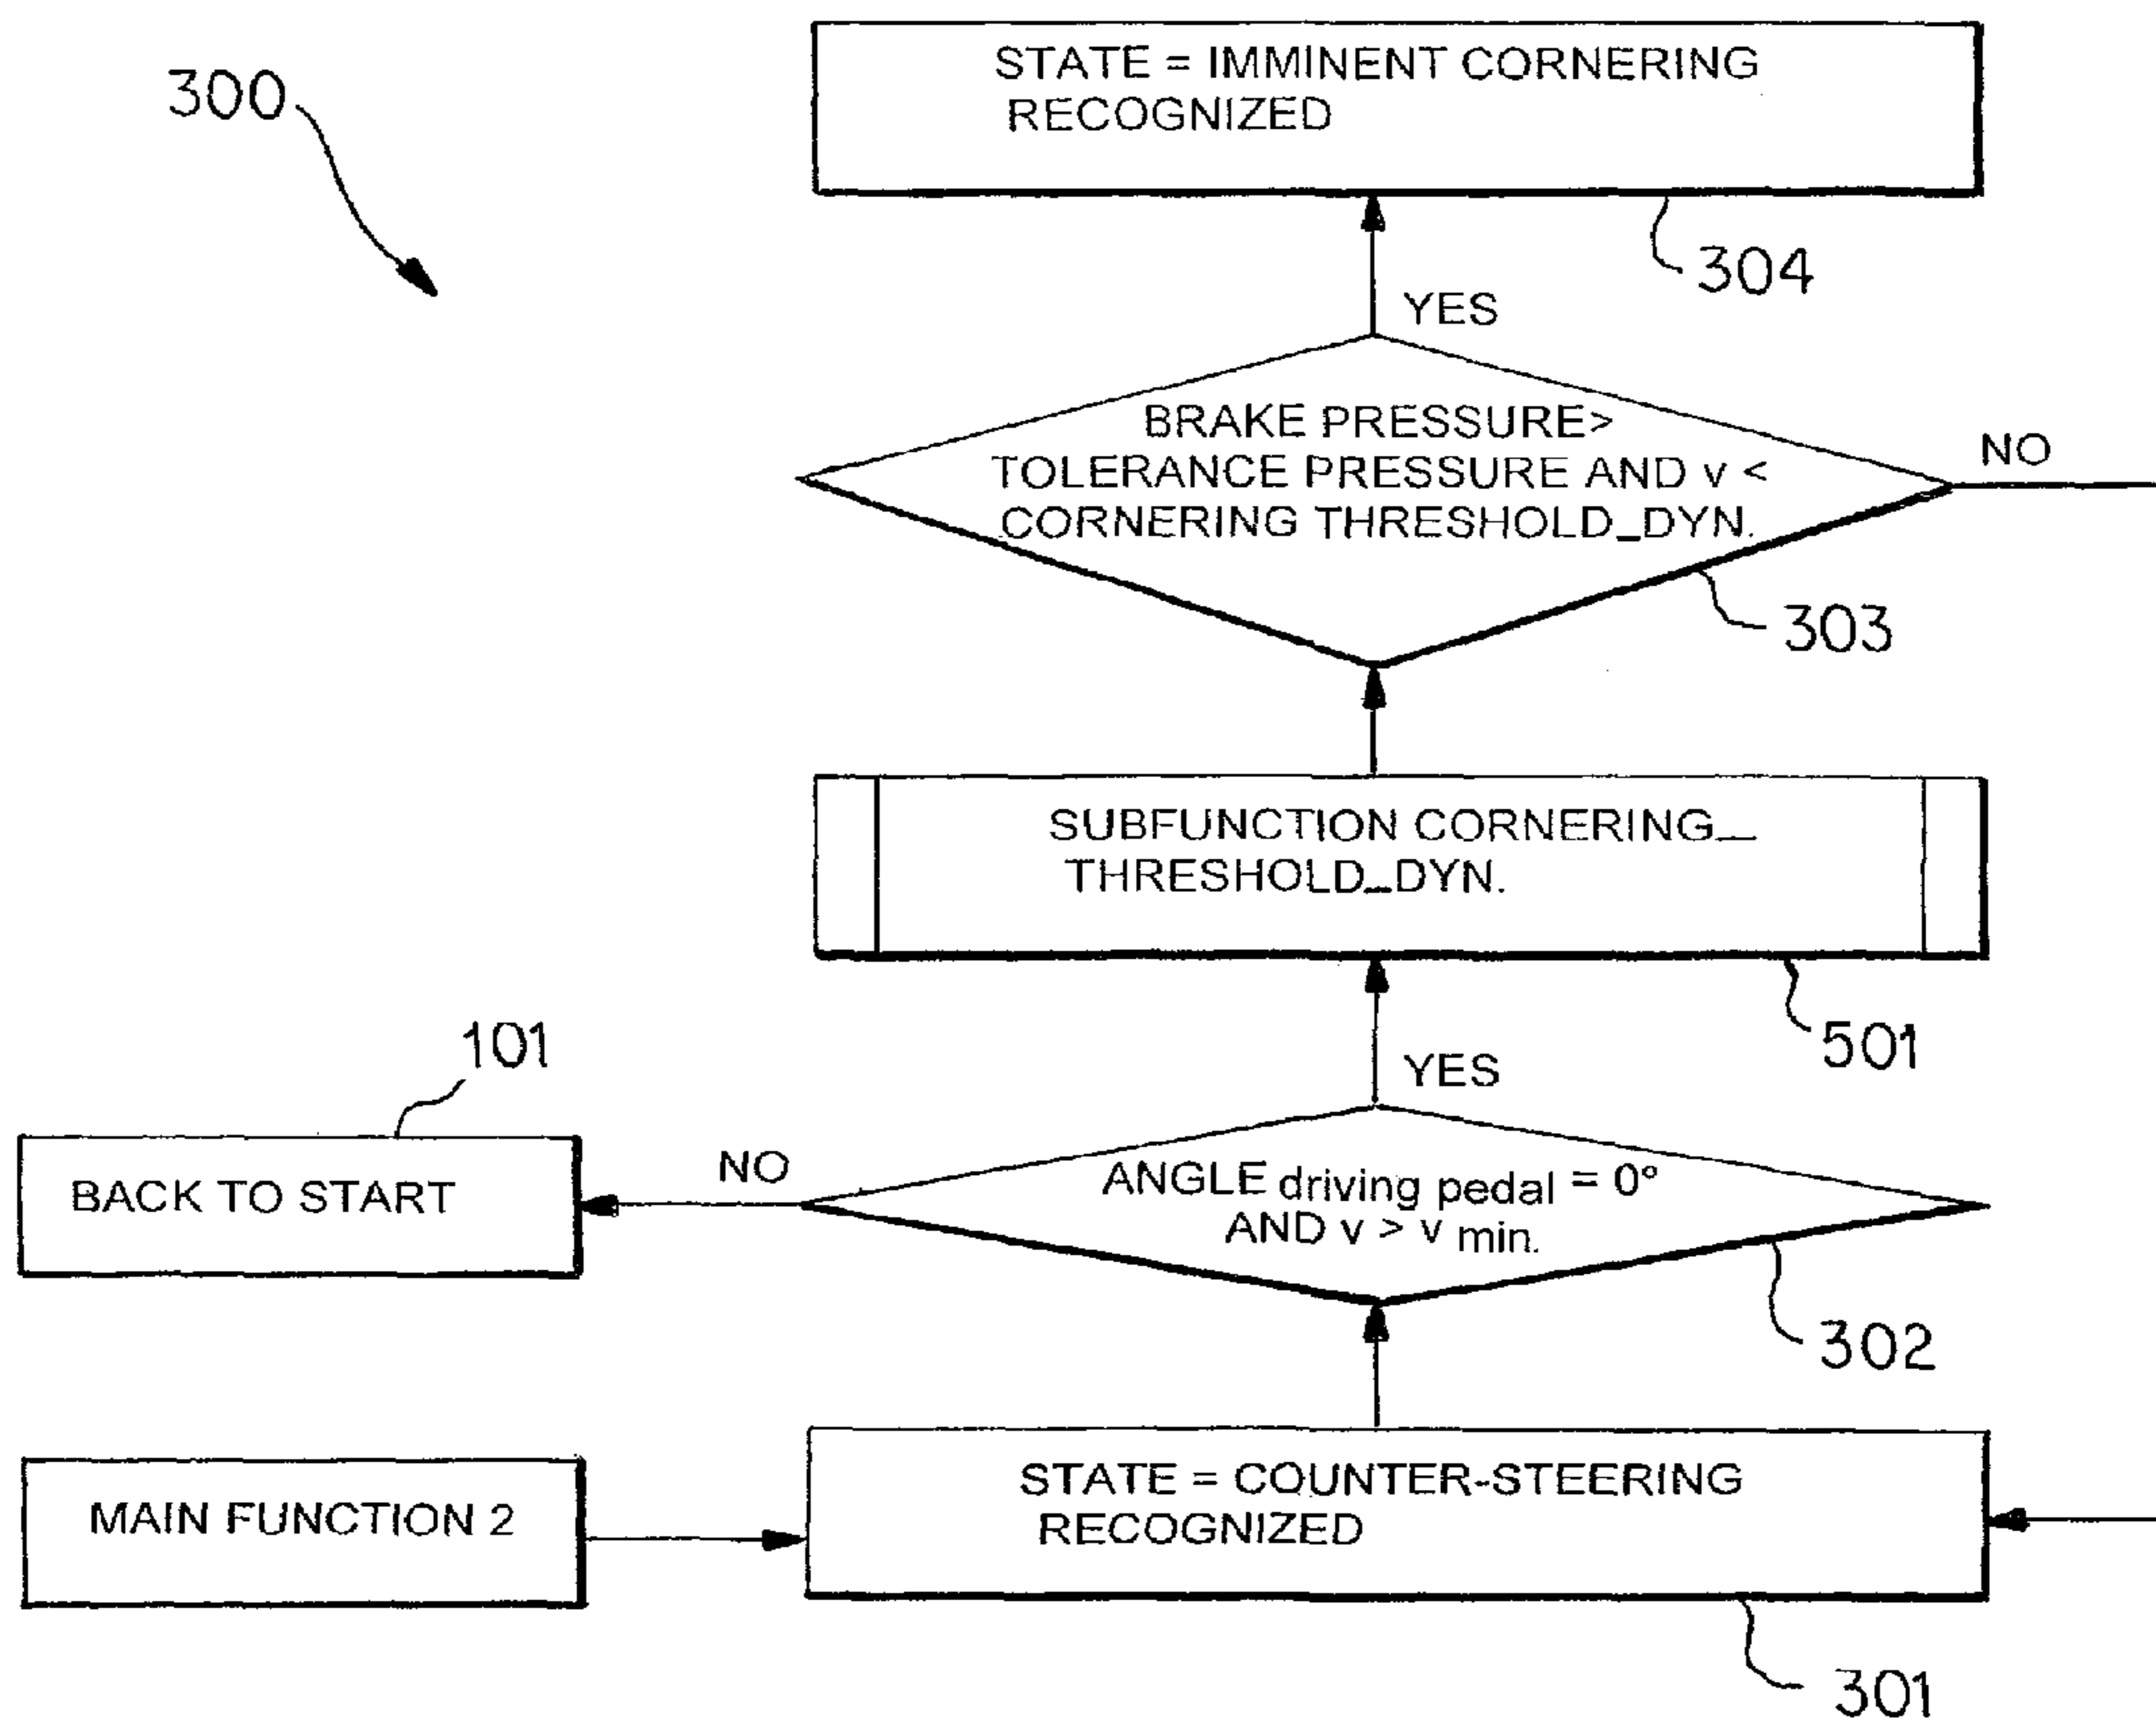 300
STATE = IMMINENT CORNERING
RECOGNIZED
304
YES
BRAKE PRESSURE>
TOLERANCE PRESSURE AND v <
CORNERING THRESHOLD_DYN.
NO
303
SUBFUNCTION CORNERING_
THRESHOLD_DYN.
501
YES
101
BACK TO START
NO
ANGLE driving pedal = 0°
AND v > v min.
302
MAIN FUNCTION 2
STATE = COUNTER-STEERING
RECOGNIZED
301